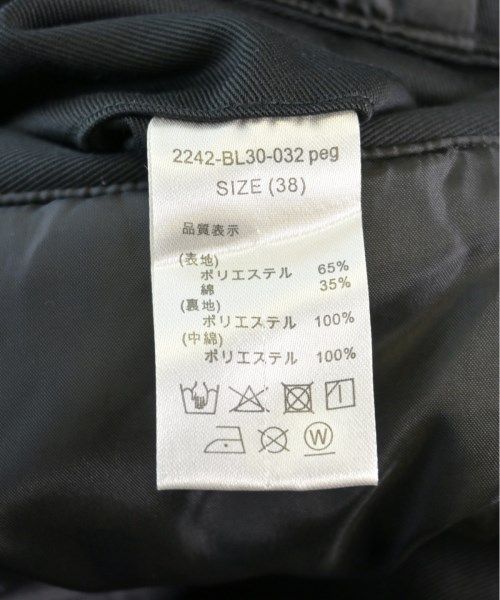 2242-BL30-032 peg
SIZE (38)
品質表示
(表地)
ポリエステル 65%
綿 35%
(裏地)
ポリエステル 100%
(中綿)
ポリエステル 100%
W